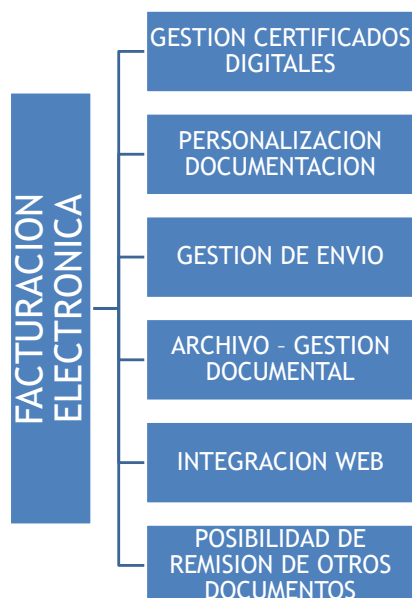 FACTURACION
ELECTRONICA
GESTION CERTIFICADOS
DIGITALES
PERSONALIZACION
DOCUMENTACION
GESTION DE ENVIO
ARCHIVO – GESTION
DOCUMENTAL
INTEGRACION WEB
POSIBILIDAD DE
REMISION DE OTROS
DOCUMENTOS